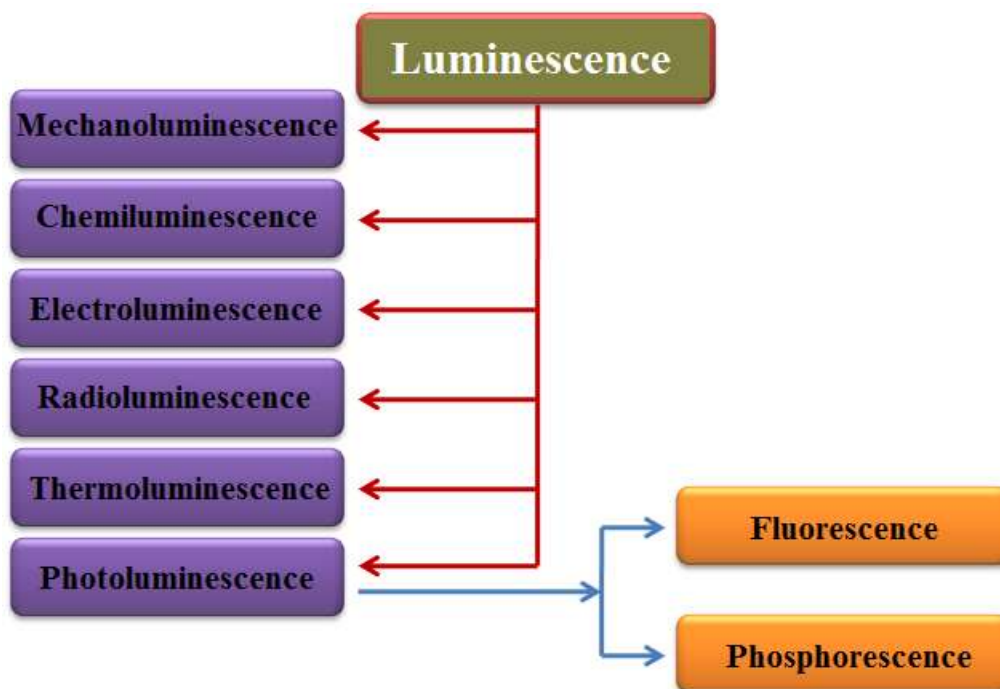 Luminescence
Mechanoluminescence
Chemiluminescence
Electroluminescence
Radioluminescence
Thermoluminescence
Photoluminescence
Fluorescence
Phosphorescence